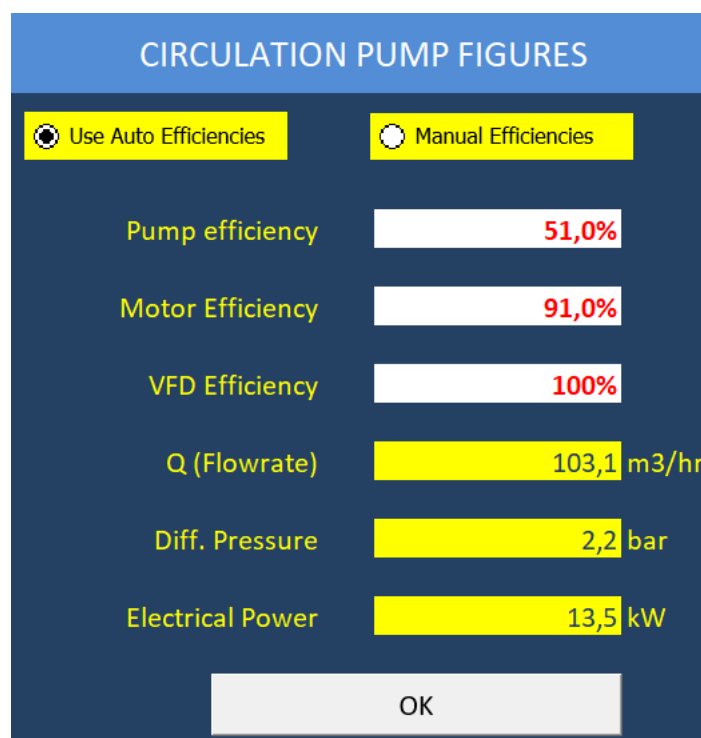 CIRCULATION PUMP FIGURES
Use Auto Efficiencies Manual Efficiencies
Pump efficiency 51,0%
Motor Efficiency 91,0%
VFD Efficiency 100%
Q (Flowrate) 103,1 m3/hr
Diff. Pressure 2,2 bar
Electrical Power 13,5 kW
OK